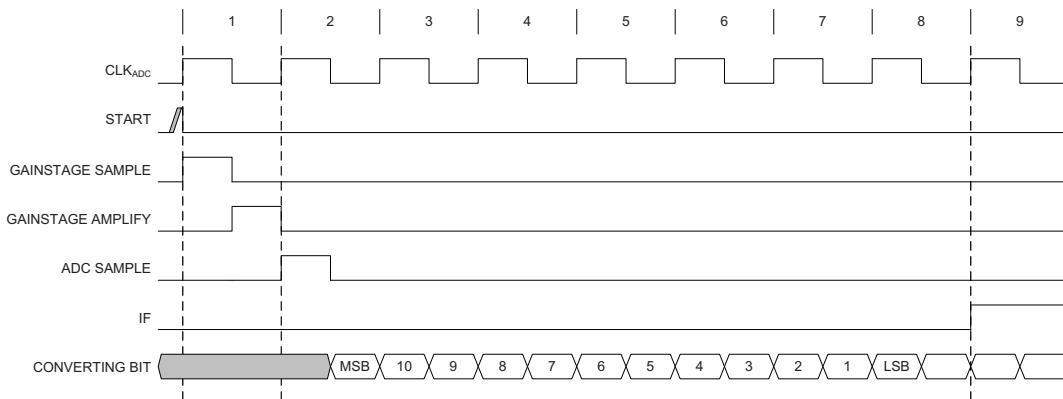 1 2 3 4 5 6 7 8 9
CLKADC
START
GAINSTAGE SAMPLE
GAINSTAGE AMPLIFY
ADC SAMPLE
IF
CONVERTING BIT MSB 10 9 8 7 6 5 4 3 2 1 LSB